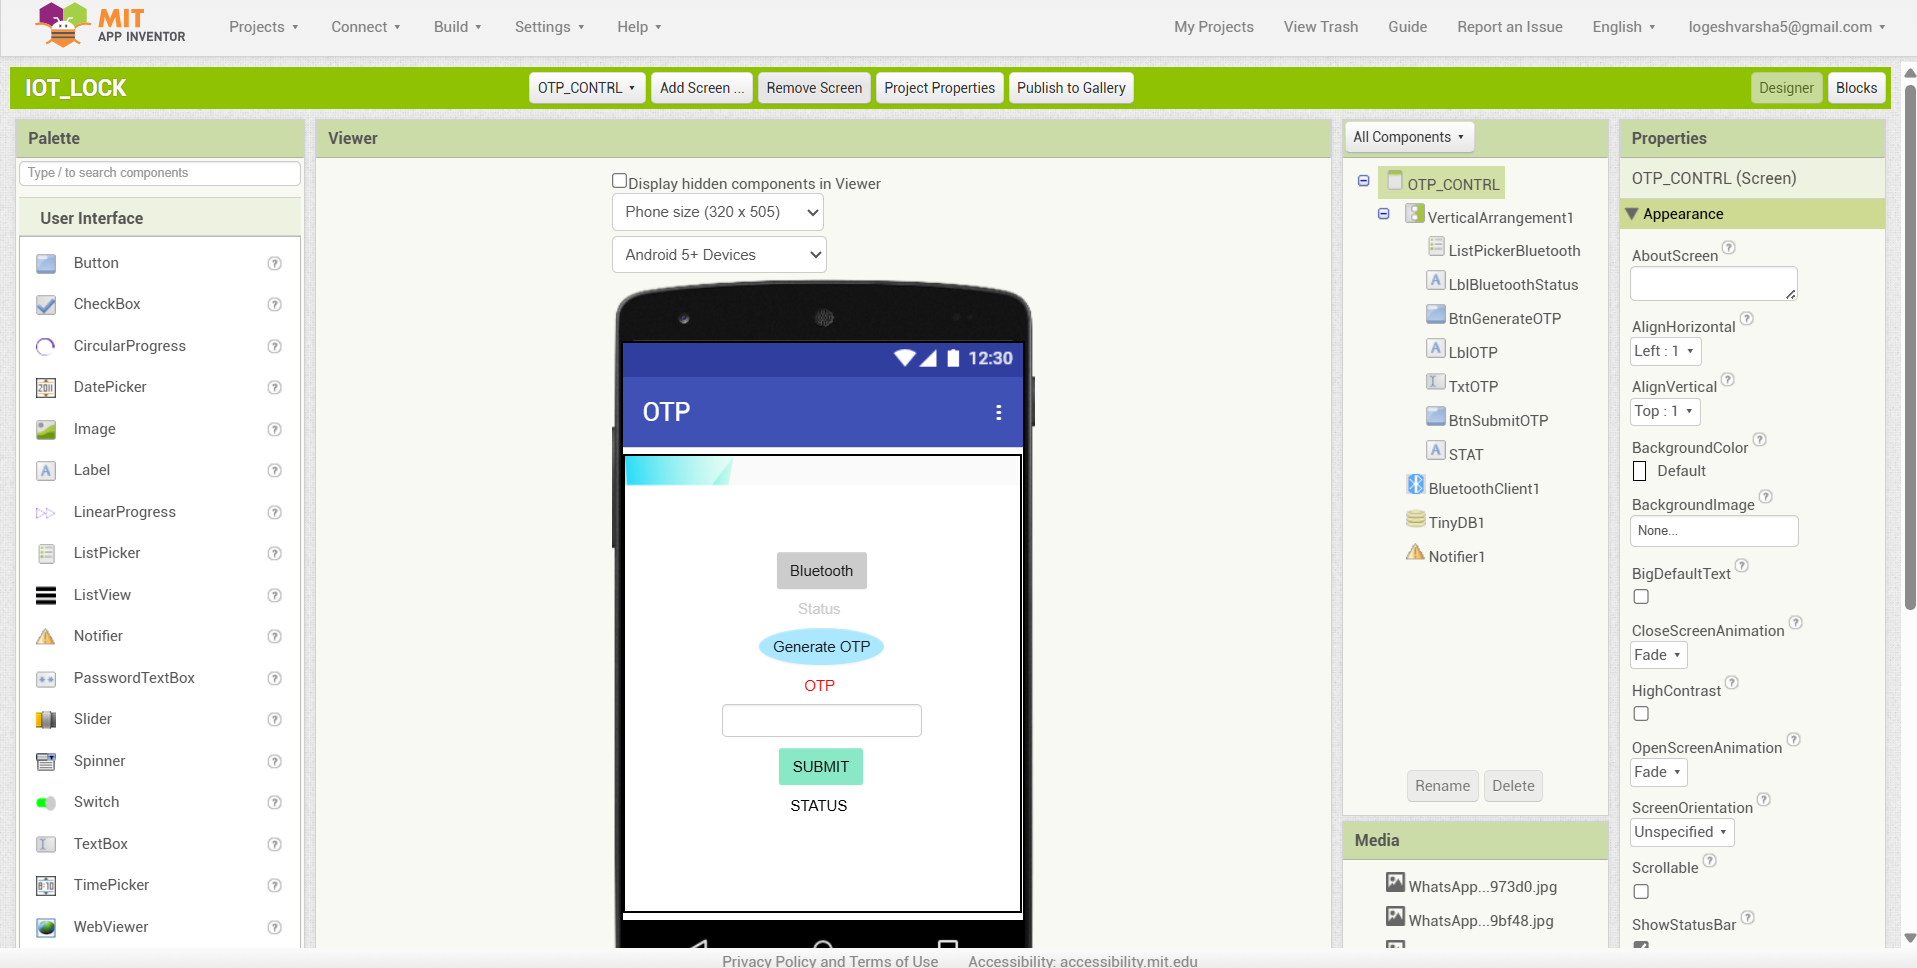 MIT
APP INVENTOR
Projects
Connect
Build
Settings
Help
My Projects
View Trash
Guide
Report an Issue
English
logeshvarsha5@gmail.com
IOT_LOCK
OTP_CONTRL
Add Screen ...
Remove Screen
Project Properties
Publish to Gallery
Designer
Blocks
Palette
Type / to search components
User Interface
Button
CheckBox
CircularProgress
DatePicker
Image
Label
LinearProgress
ListPicker
ListView
Notifier
PasswordTextBox
Slider
Spinner
Switch
TextBox
TimePicker
WebViewer
Viewer
Display hidden components in Viewer
Phone size (320 x 505)
Android 5+ Devices
12:30
OTP
Bluetooth
Status
Generate OTP
OTP
SUBMIT
STATUS
All Components
OTP_CONTRL
VerticalArrangement1
ListPickerBluetooth
LblBluetoothStatus
BtnGenerateOTP
LblOTP
TxtOTP
BtnSubmitOTP
STAT
BluetoothClient1
TinyDB1
Notifier1
Rename
Delete
Media
WhatsApp...973d0.jpg
WhatsApp...9bf48.jpg
Properties
OTP_CONTRL (Screen)
Appearance
AboutScreen
AlignHorizontal
Left : 1
AlignVertical
Top : 1
BackgroundColor
Default
BackgroundImage
None...
BigDefaultText
CloseScreenAnimation
Fade
HighContrast
OpenScreenAnimation
Fade
ScreenOrientation
Unspecified
Scrollable
ShowStatusBar
Privacy Policy and Terms of Use
Accessibility: accessibility.mit.edu